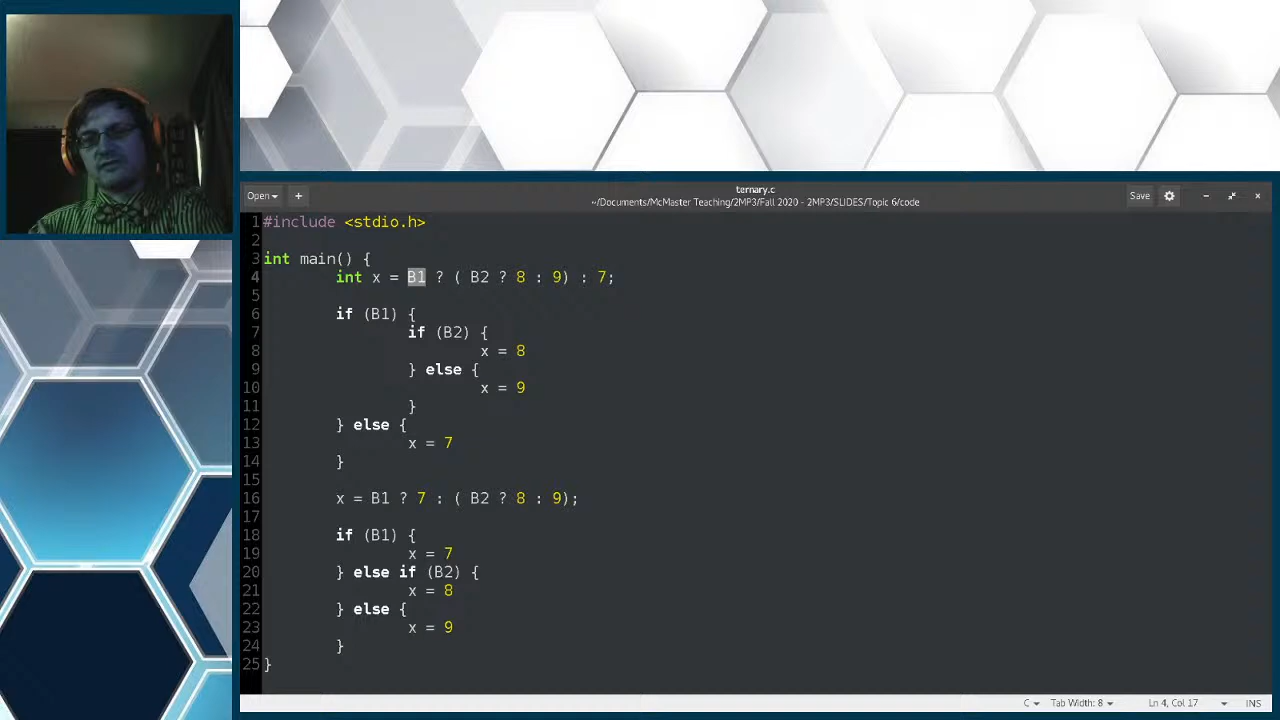 ternary.c
Open
+
~/Documents/McMaster Teaching/2MP3/Fall 2020 - 2MP3/SLIDES/Topic 6/code
Save
1 #include <stdio.h>
2
3 int main() {
4 int x = B1 ? ( B2 ? 8 : 9) : 7;
5
6 if (B1) {
7 if (B2) {
8 x = 8
9 } else {
10 x = 9
11 }
12 } else {
13 x = 7
14 }
15
16 x = B1 ? 7 : ( B2 ? 8 : 9);
17
18 if (B1) {
19 x = 7
20 } else if (B2) {
21 x = 8
22 } else {
23 x = 9
24 }
25 }
C Tab Width: 8 Ln 4, Col 17 INS